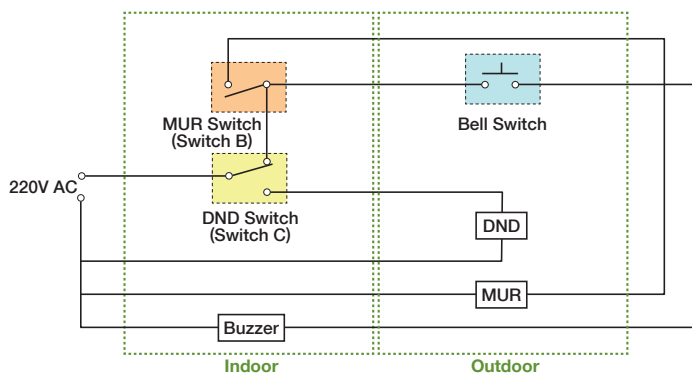 MUR Switch
(Switch B)
Bell Switch
220V AC
DND Switch
(Switch C)
DND
MUR
Buzzer
Indoor
Outdoor